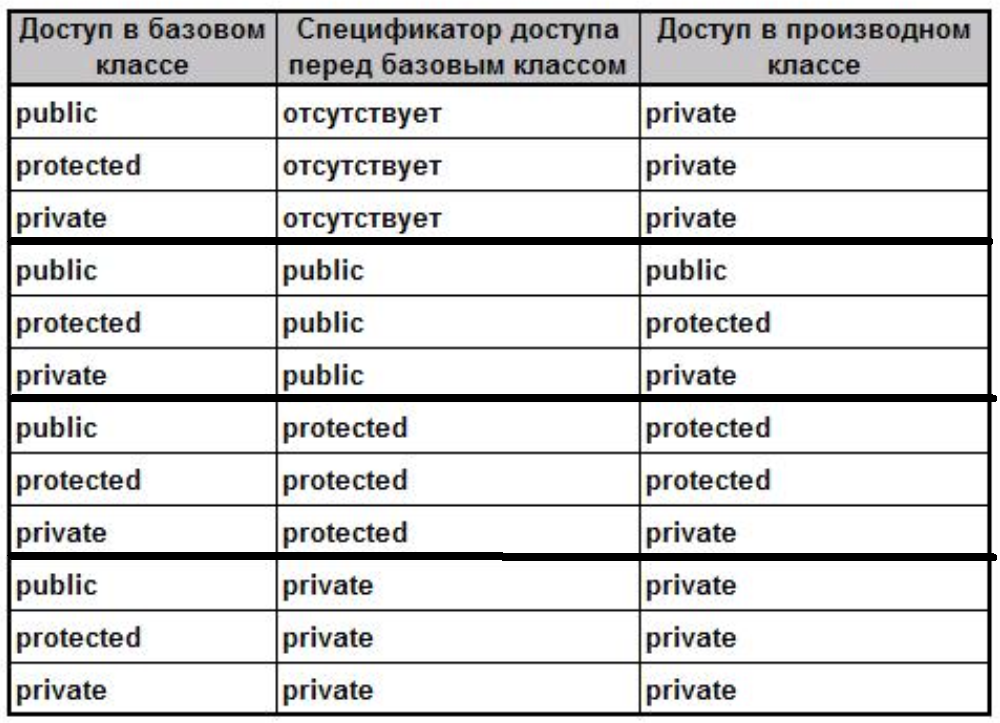 Доступ в базовом классе | Спецификатор доступа перед базовым классом | Доступ в производном классе
public | отсутствует | private
protected | отсутствует | private
private | отсутствует | private
public | public | public
protected | public | protected
private | public | private
public | protected | protected
protected | protected | protected
private | protected | private
public | private | private
protected | private | private
private | private | private